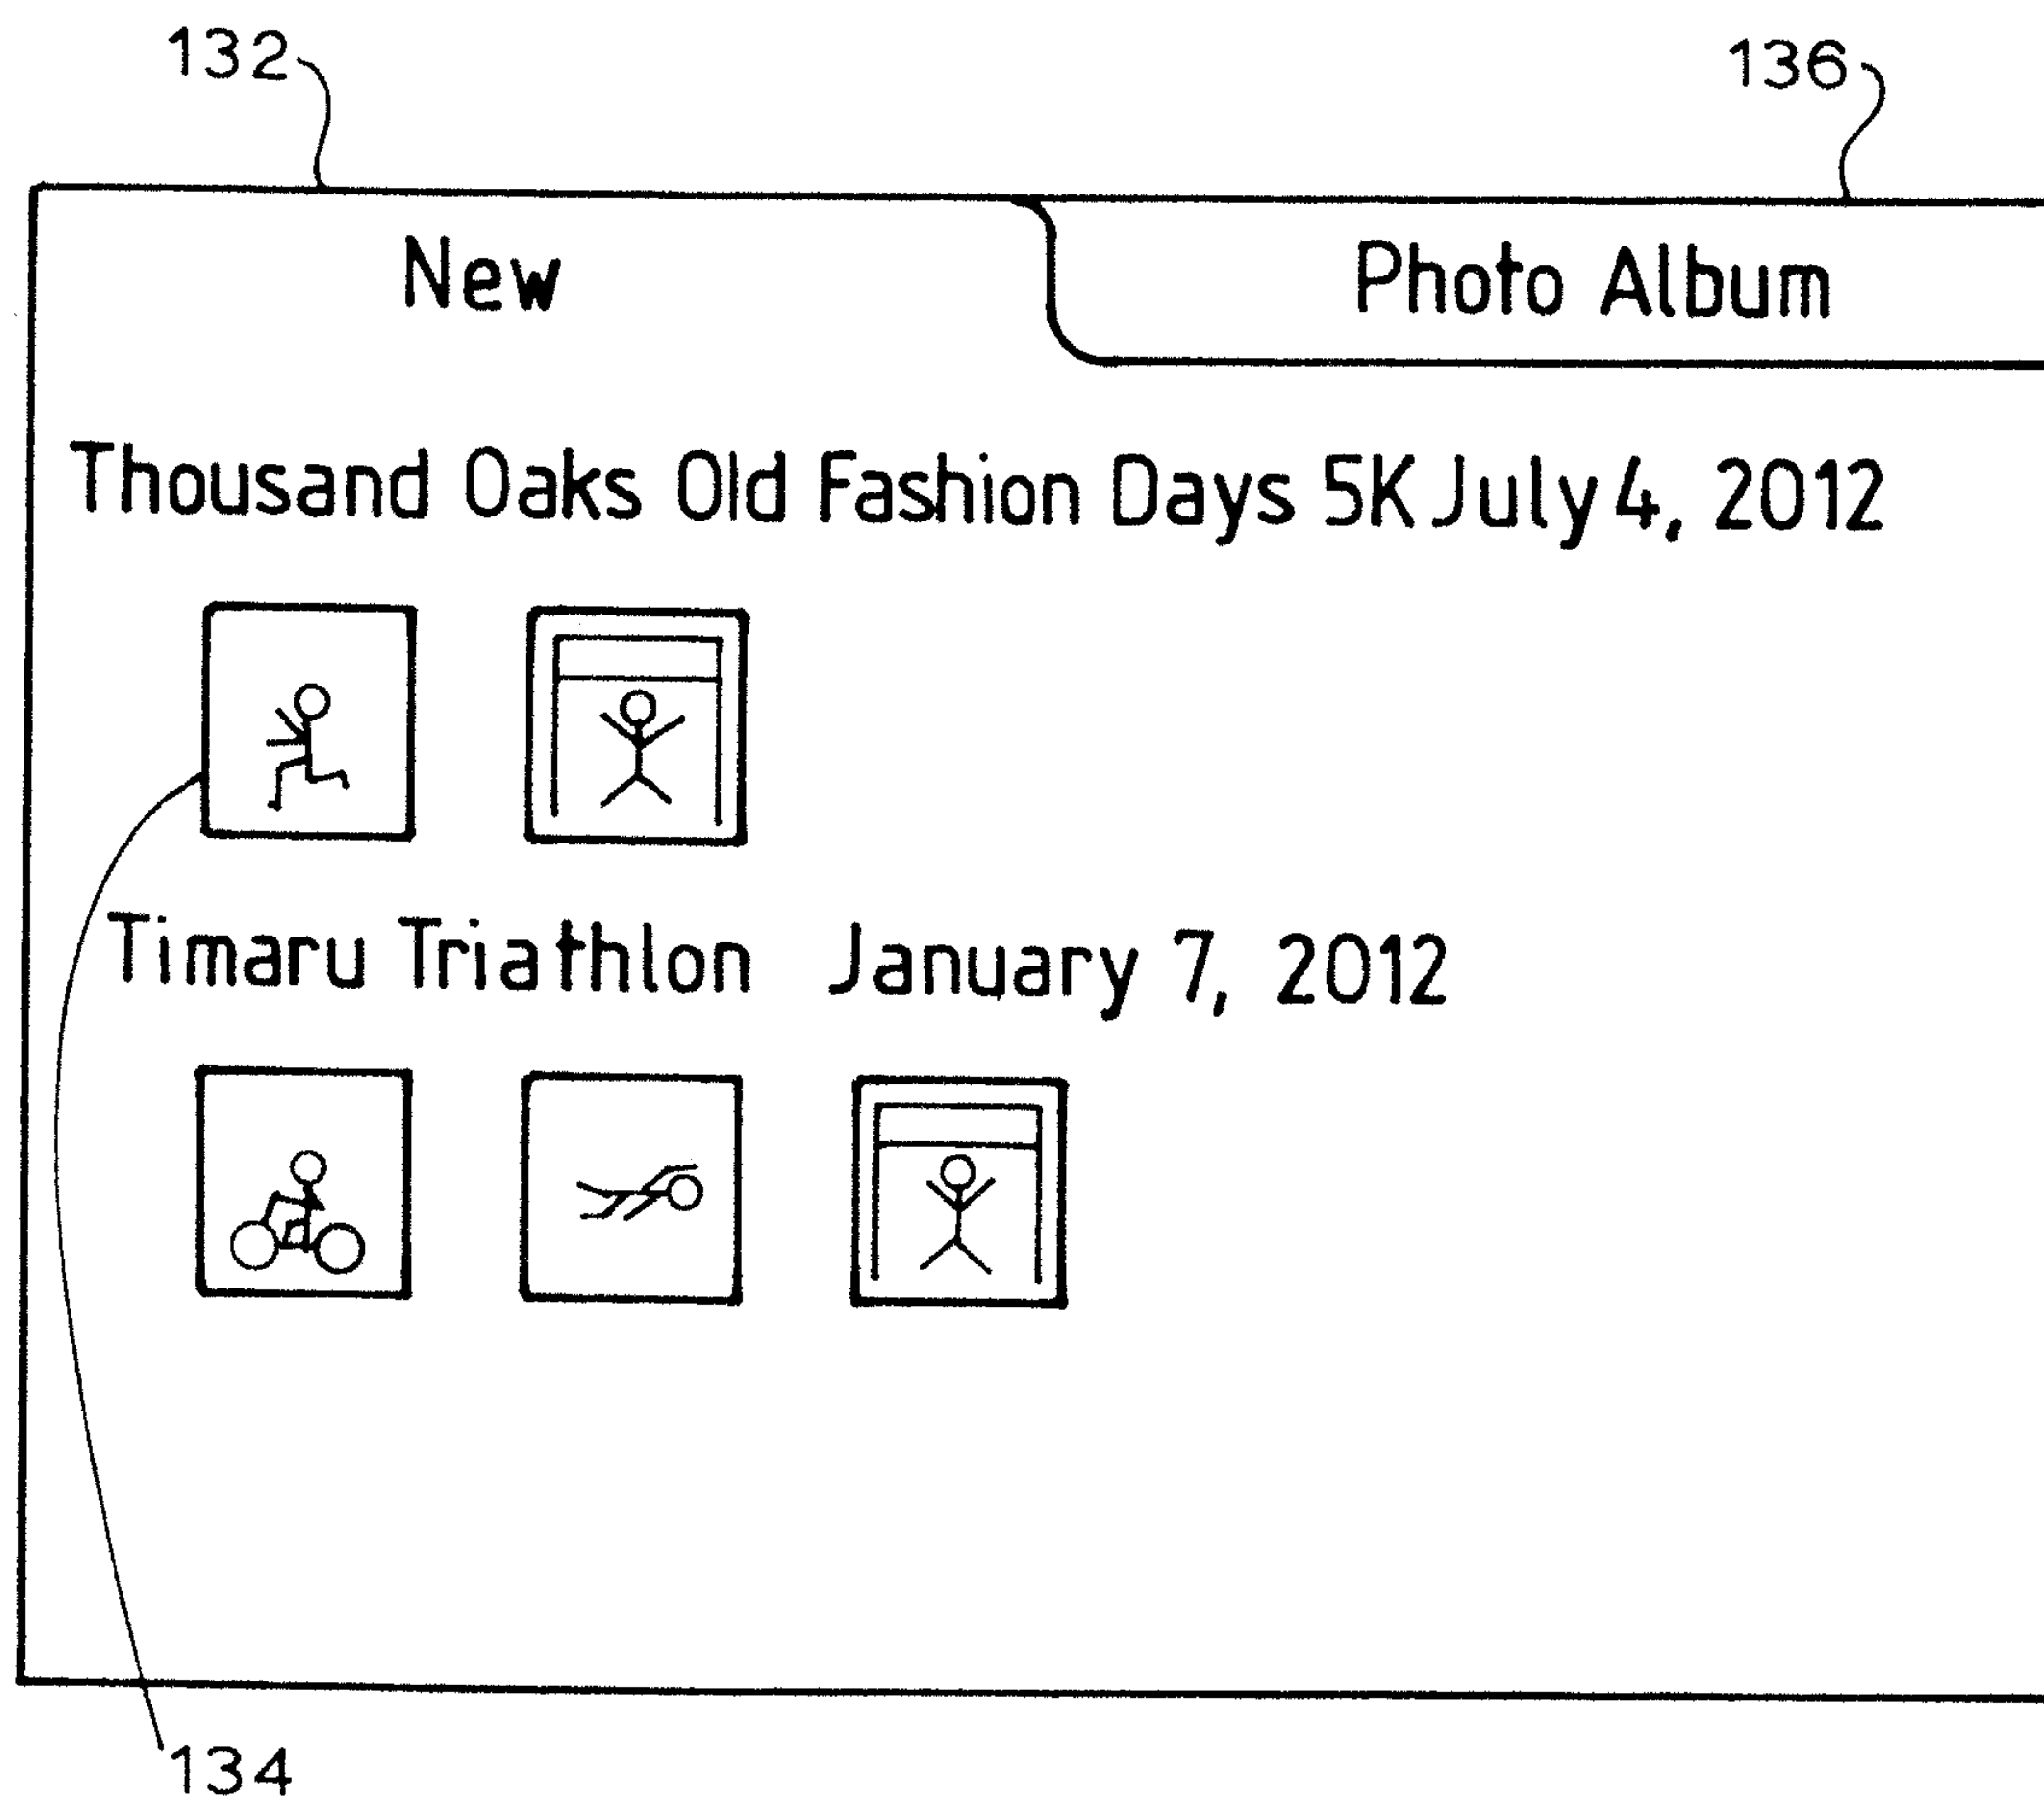 132 136
New Photo Album
Thousand Oaks Old Fashion Days 5K July 4, 2012
Timaru Triathlon January 7, 2012
134